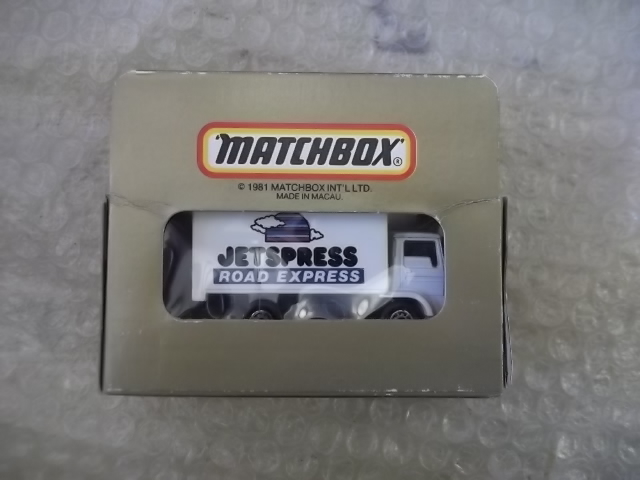 "MATCHBOX"®
© 1981 MATCHBOX INT'L LTD.
MADE IN MACAU.
JETSPRESS
ROAD EXPRESS